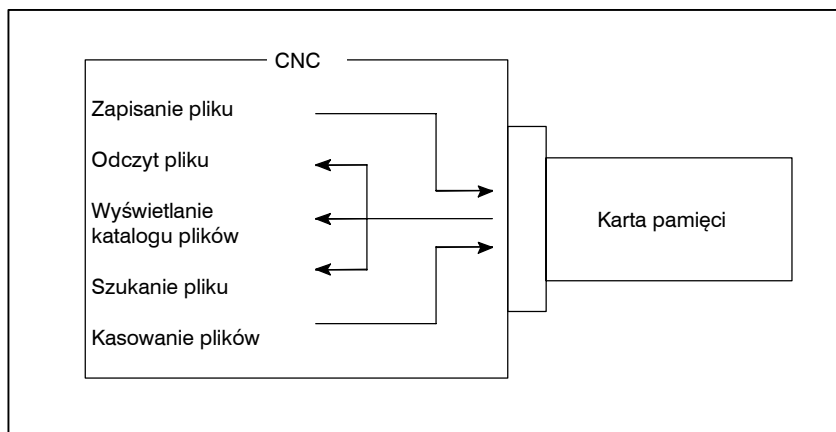 CNC
Zapisanie pliku
Odczyt pliku
Wyświetlanie
katalogu plików
Szukanie pliku
Kasowanie plików
Karta pamięci